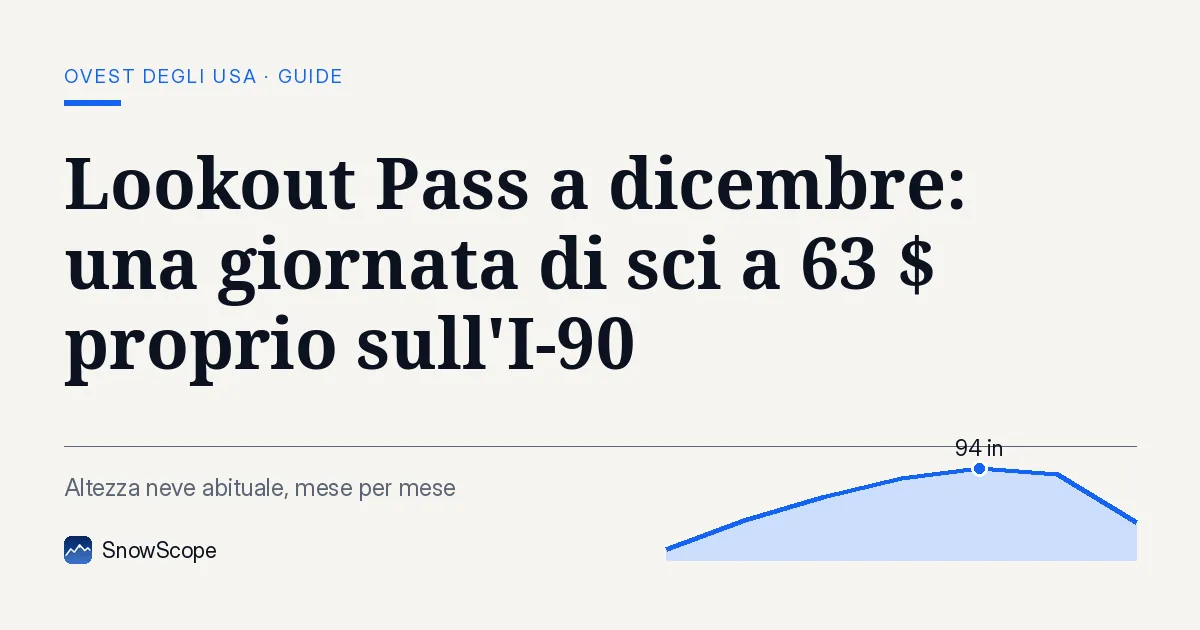 OVEST DEGLI USA · GUIDE
Lookout Pass a dicembre:
una giornata di sci a 63 $
proprio sull'I-90
94 in
Altezza neve abituale, mese per mese
SnowScope